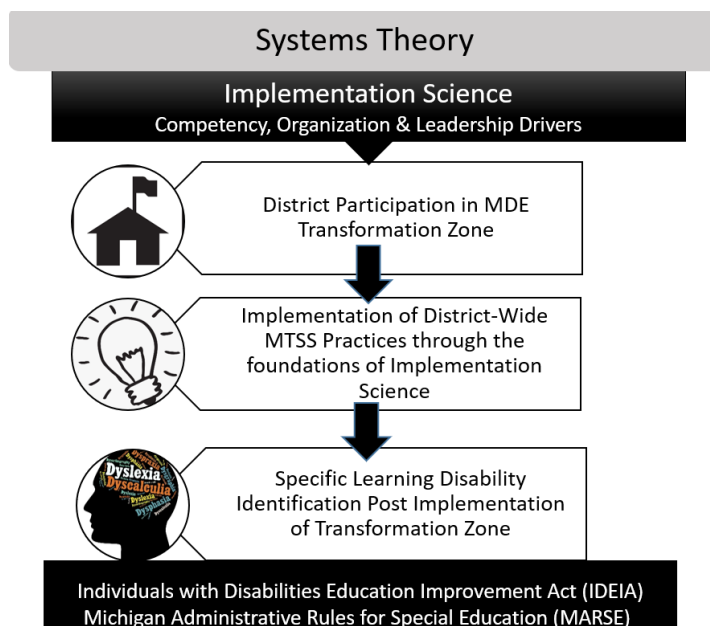 Systems Theory
Implementation Science
Competency, Organization & Leadership Drivers
District Participation in MDE
Transformation Zone
Implementation of District-Wide
MTSS Practices through the
foundations of Implementation
Science
Dyslexia
Dyscalculia
Dysphasia
Specific Learning Disability
Identification Post Implementation
of Transformation Zone
Individuals with Disabilities Education Improvement Act (IDEIA)
Michigan Administrative Rules for Special Education (MARSE)